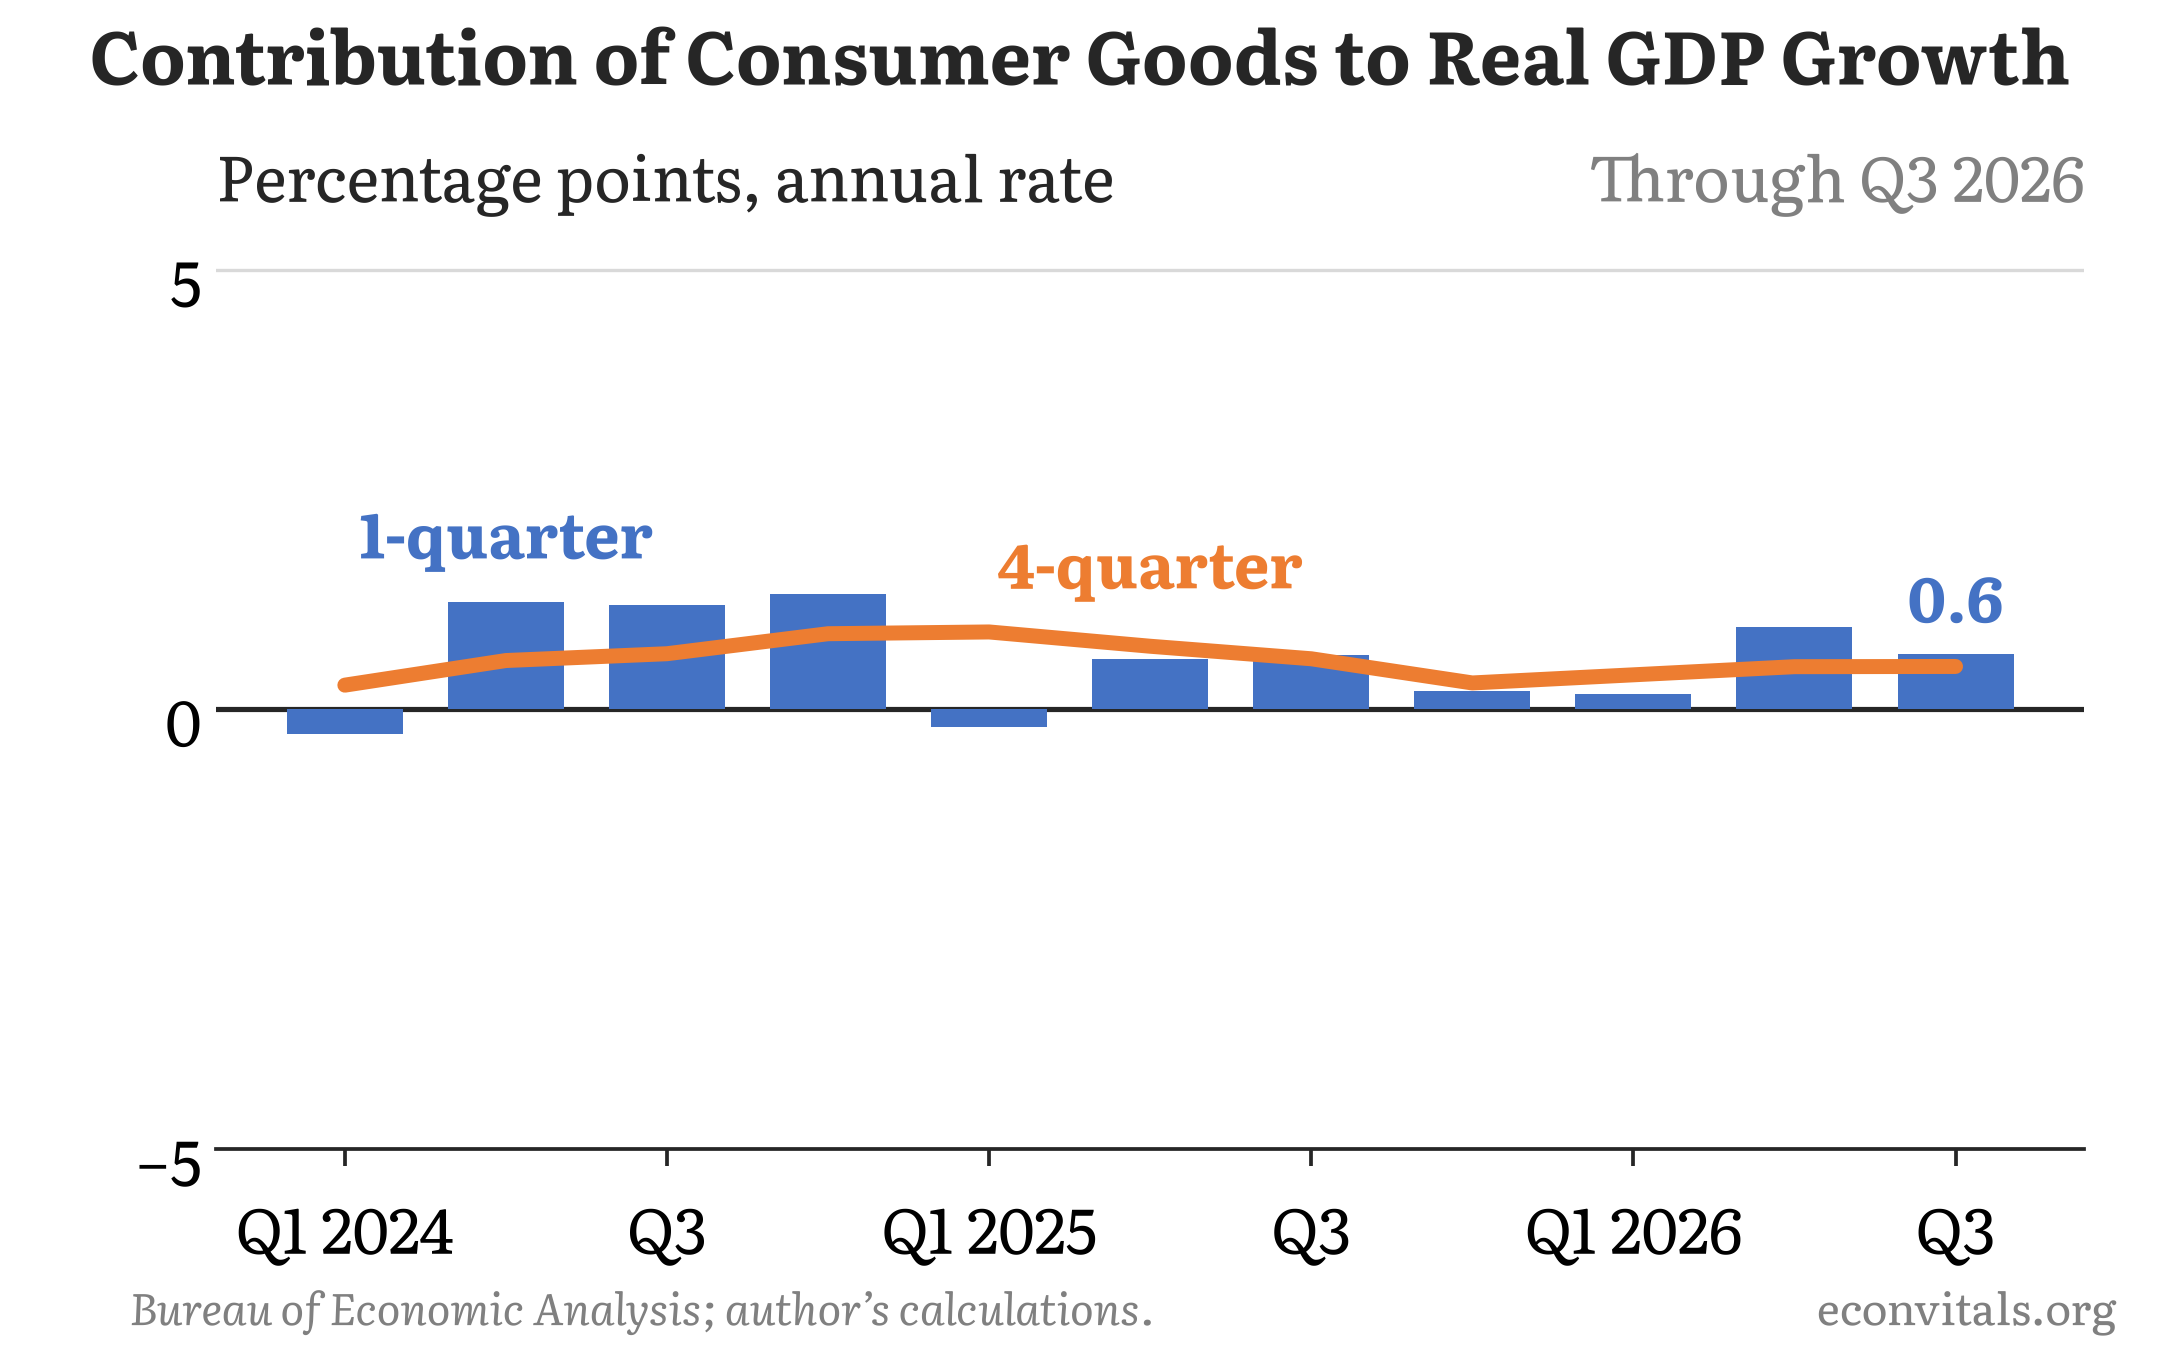 Contribution of Consumer Goods to Real GDP Growth
Percentage points, annual rate
Through Q3 2026
5
1-quarter
4-quarter
0.6
0
−5
Q1 2024 Q3 Q1 2025 Q3 Q1 2026 Q3
Bureau of Economic Analysis; author’s calculations.
econvitals.org